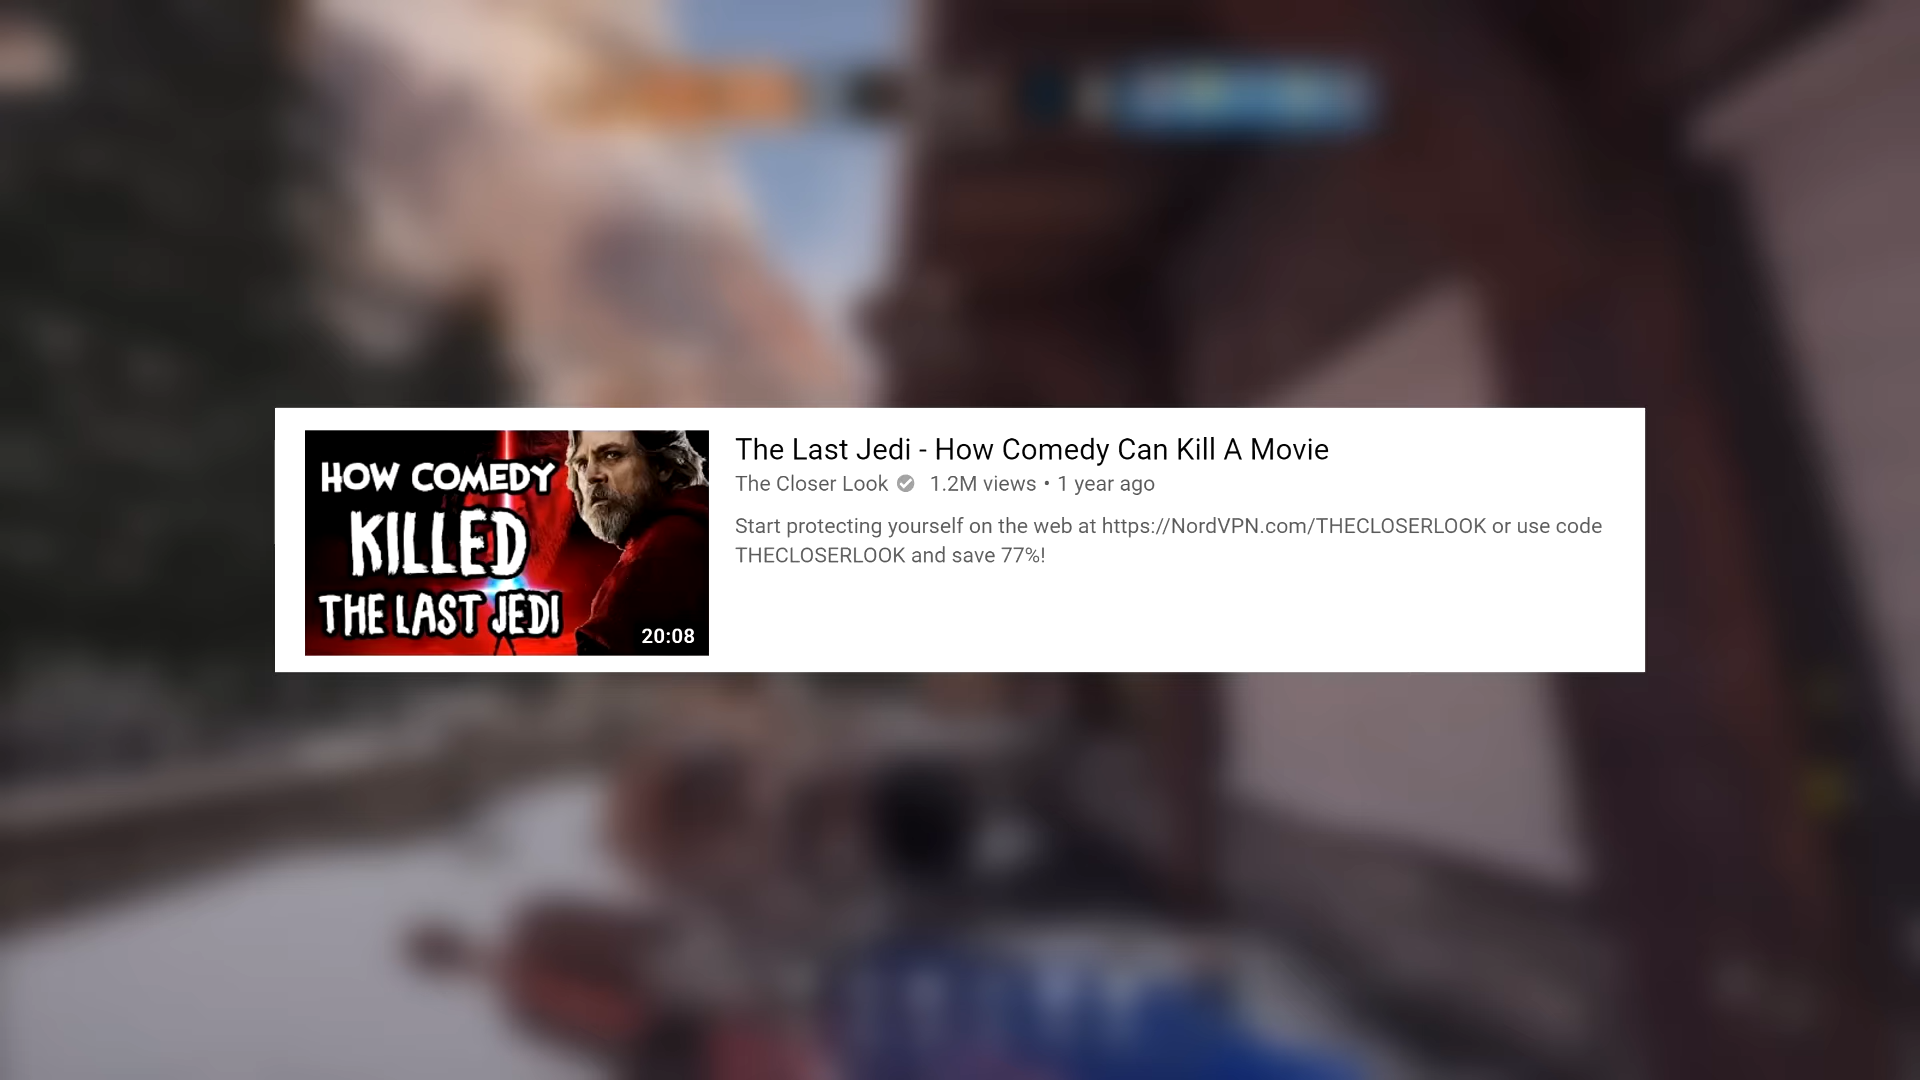 HOW COMEDY
KILLED
THE LAST JEDI
20:08
The Last Jedi - How Comedy Can Kill A Movie
The Closer Look 1.2M views • 1 year ago
Start protecting yourself on the web at https://NordVPN.com/THECLOSERLOOK or use code
THECLOSERLOOK and save 77%!